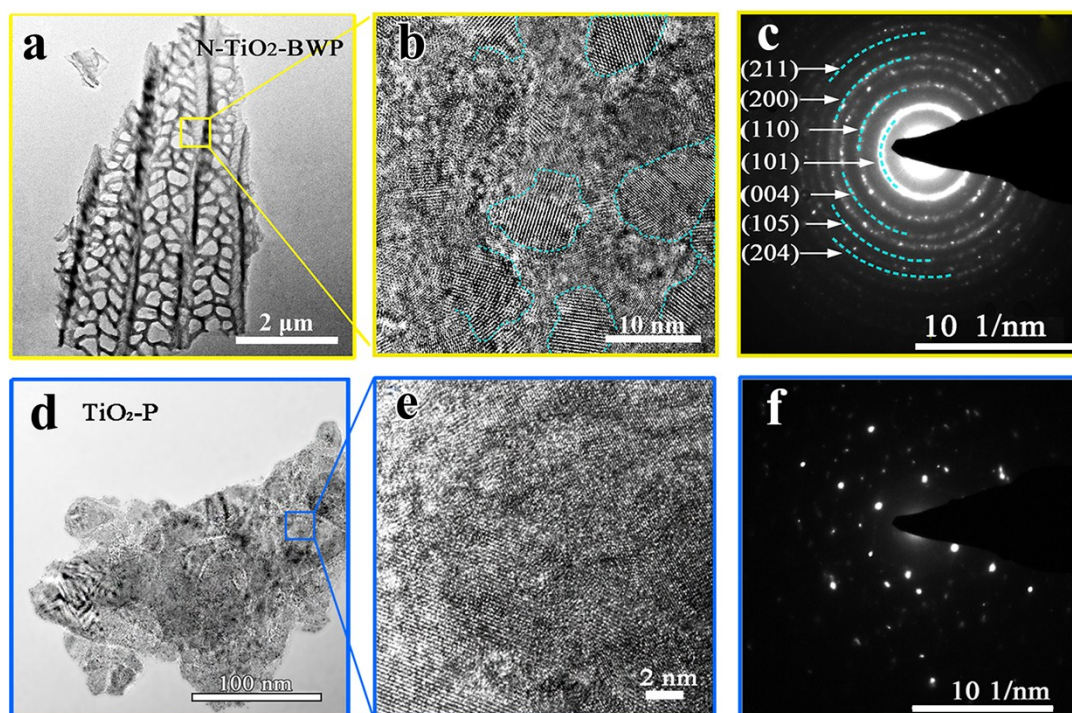 a
N-TiO₂-BWP
2 μm
b
10 nm
c
(211)
(200)
(110)
(101)
(004)
(105)
(204)
10 1/nm
d
TiO₂-P
100 nm
e
2 nm
f
10 1/nm